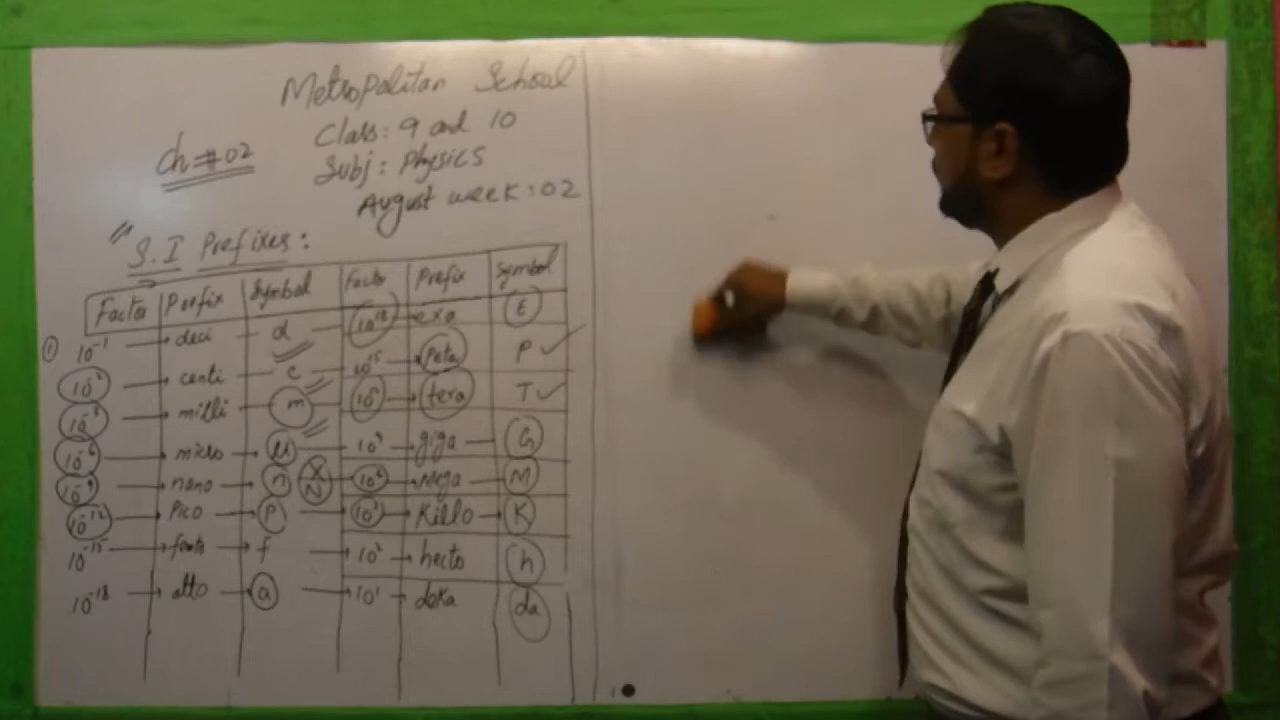 Metropolitan School
Class: 9 and 10
Ch # 02
Subj: Physics
August week: 02
S.I Prefixes:
Factor Prefix Symbol Facto Prefix Symbol
10⁻¹ → deci - d - 10¹⁸ - exa E
10⁻² → centi - c 10¹⁵ → Peta P ✓
10⁻³ → milli - m → tera T ✓
10⁻⁶ → micro → μ - 10⁹ → giga - G
10⁻⁹ → nano → n X N 10⁶ → Mega - M
10⁻¹² → Pico → P - 10³ → Killo → K
10⁻¹⁵ → → f → 10² → hecto h
10⁻¹⁸ → atto → a → 10¹ → deka da